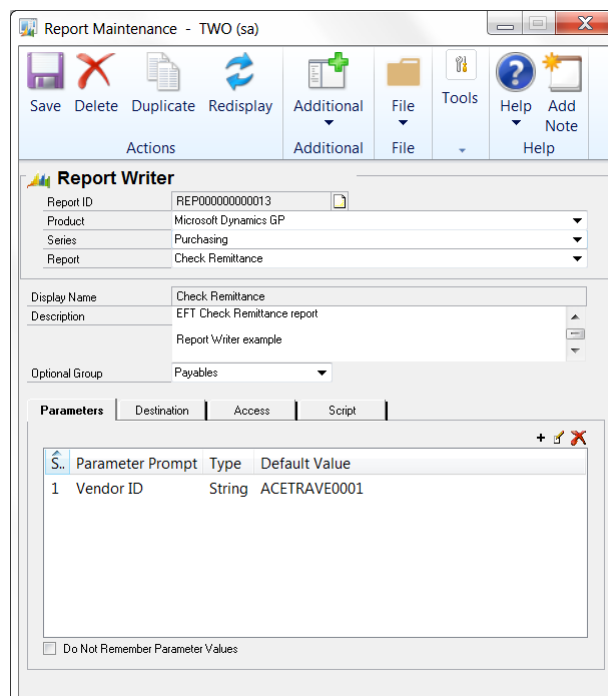 Report Maintenance - TWO (sa)
Save Delete Duplicate Redisplay Additional File Tools Help Add Note
Actions Additional File Help
Report Writer
Report ID REP000000000013
Product Microsoft Dynamics GP
Series Purchasing
Report Check Remittance
Display Name Check Remittance
Description EFT Check Remittance report
Report Writer example
Optional Group Payables
Parameters Destination Access Script
S.. Parameter Prompt Type Default Value
1 Vendor ID String ACETRAVE0001
Do Not Remember Parameter Values